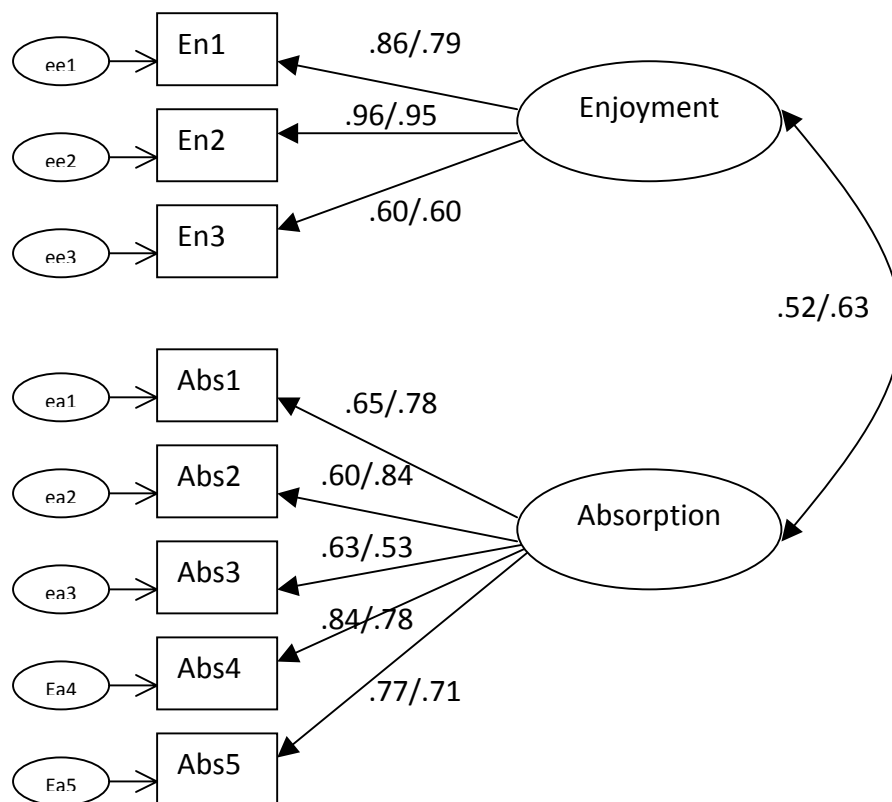 En1
.86/.79
ee1
Enjoyment
En2
.96/.95
ee2
En3
.60/.60
ee3
.52/.63
Abs1
.65/.78
ea1
Abs2
.60/.84
ea2
Absorption
Abs3
.63/.53
ea3
Abs4
.84/.78
Ea4
.77/.71
Abs5
Ea5